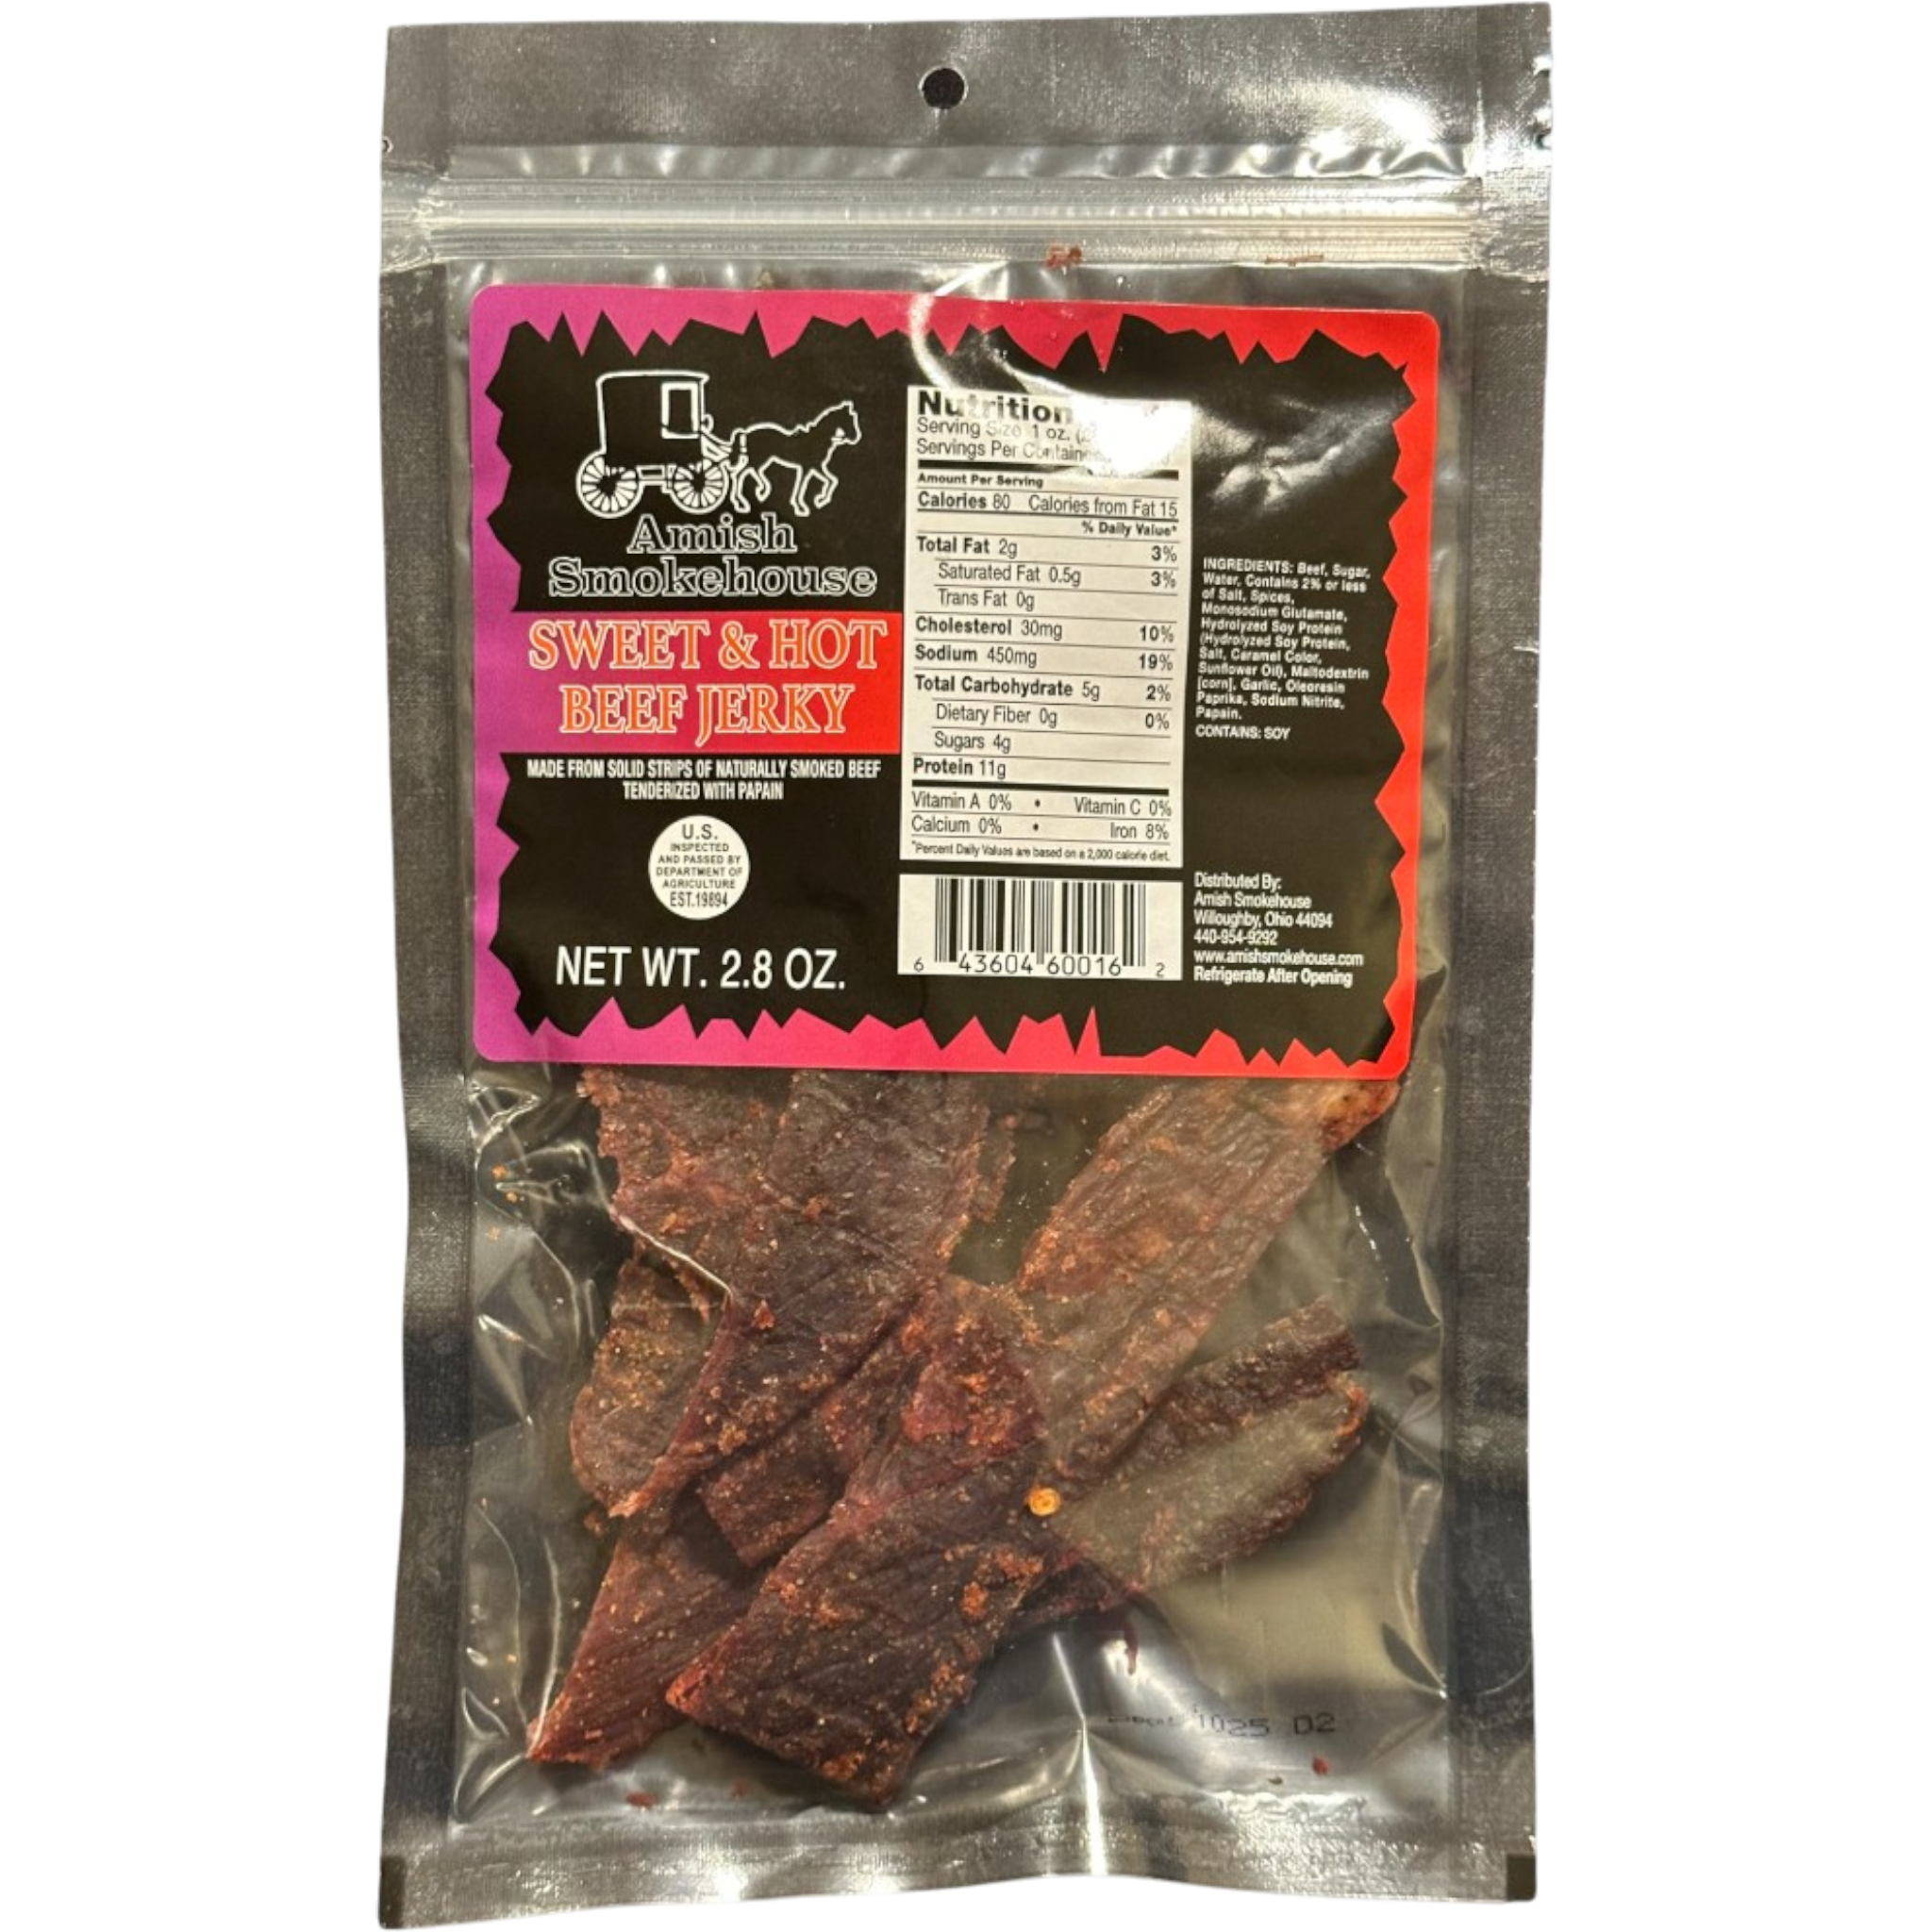 Amish
Smokehouse
SWEET & HOT
BEEF JERKY
MADE FROM SOLID STRIPS OF NATURALLY SMOKED BEEF
TENDERIZED WITH PAPAIN
U.S.
INSPECTED
AND PASSED BY
DEPARTMENT OF
AGRICULTURE
EST.19894
NET WT. 2.8 OZ.
Nutrition
Serving Size 1 oz.
Servings Per Container
Amount Per Serving
Calories 80 Calories from Fat 15
% Daily Value*
Total Fat 2g 3%
Saturated Fat 0.5g 3%
Trans Fat 0g
Cholesterol 30mg 10%
Sodium 450mg 19%
Total Carbohydrate 5g 2%
Dietary Fiber 0g 0%
Sugars 4g
Protein 11g
Vitamin A 0% • Vitamin C 0%
Calcium 0% • Iron 8%
*Percent Daily Values are based on a 2,000 calorie diet.
6 43604 60016 2
INGREDIENTS: Beef, Sugar,
Water, Contains 2% or less
of Salt, Spices,
Monosodium Glutamate,
Hydrolyzed Soy Protein
(Hydrolyzed Soy Protein,
Salt, Caramel Color,
Sunflower Oil), Maltodextrin
[corn], Garlic, Oleoresin
Paprika, Sodium Nitrite,
Papain.
CONTAINS: SOY
Distributed By:
Amish Smokehouse
Willoughby, Ohio 44094
440-954-9292
www.amishsmokehouse.com
Refrigerate After Opening
1025 D2